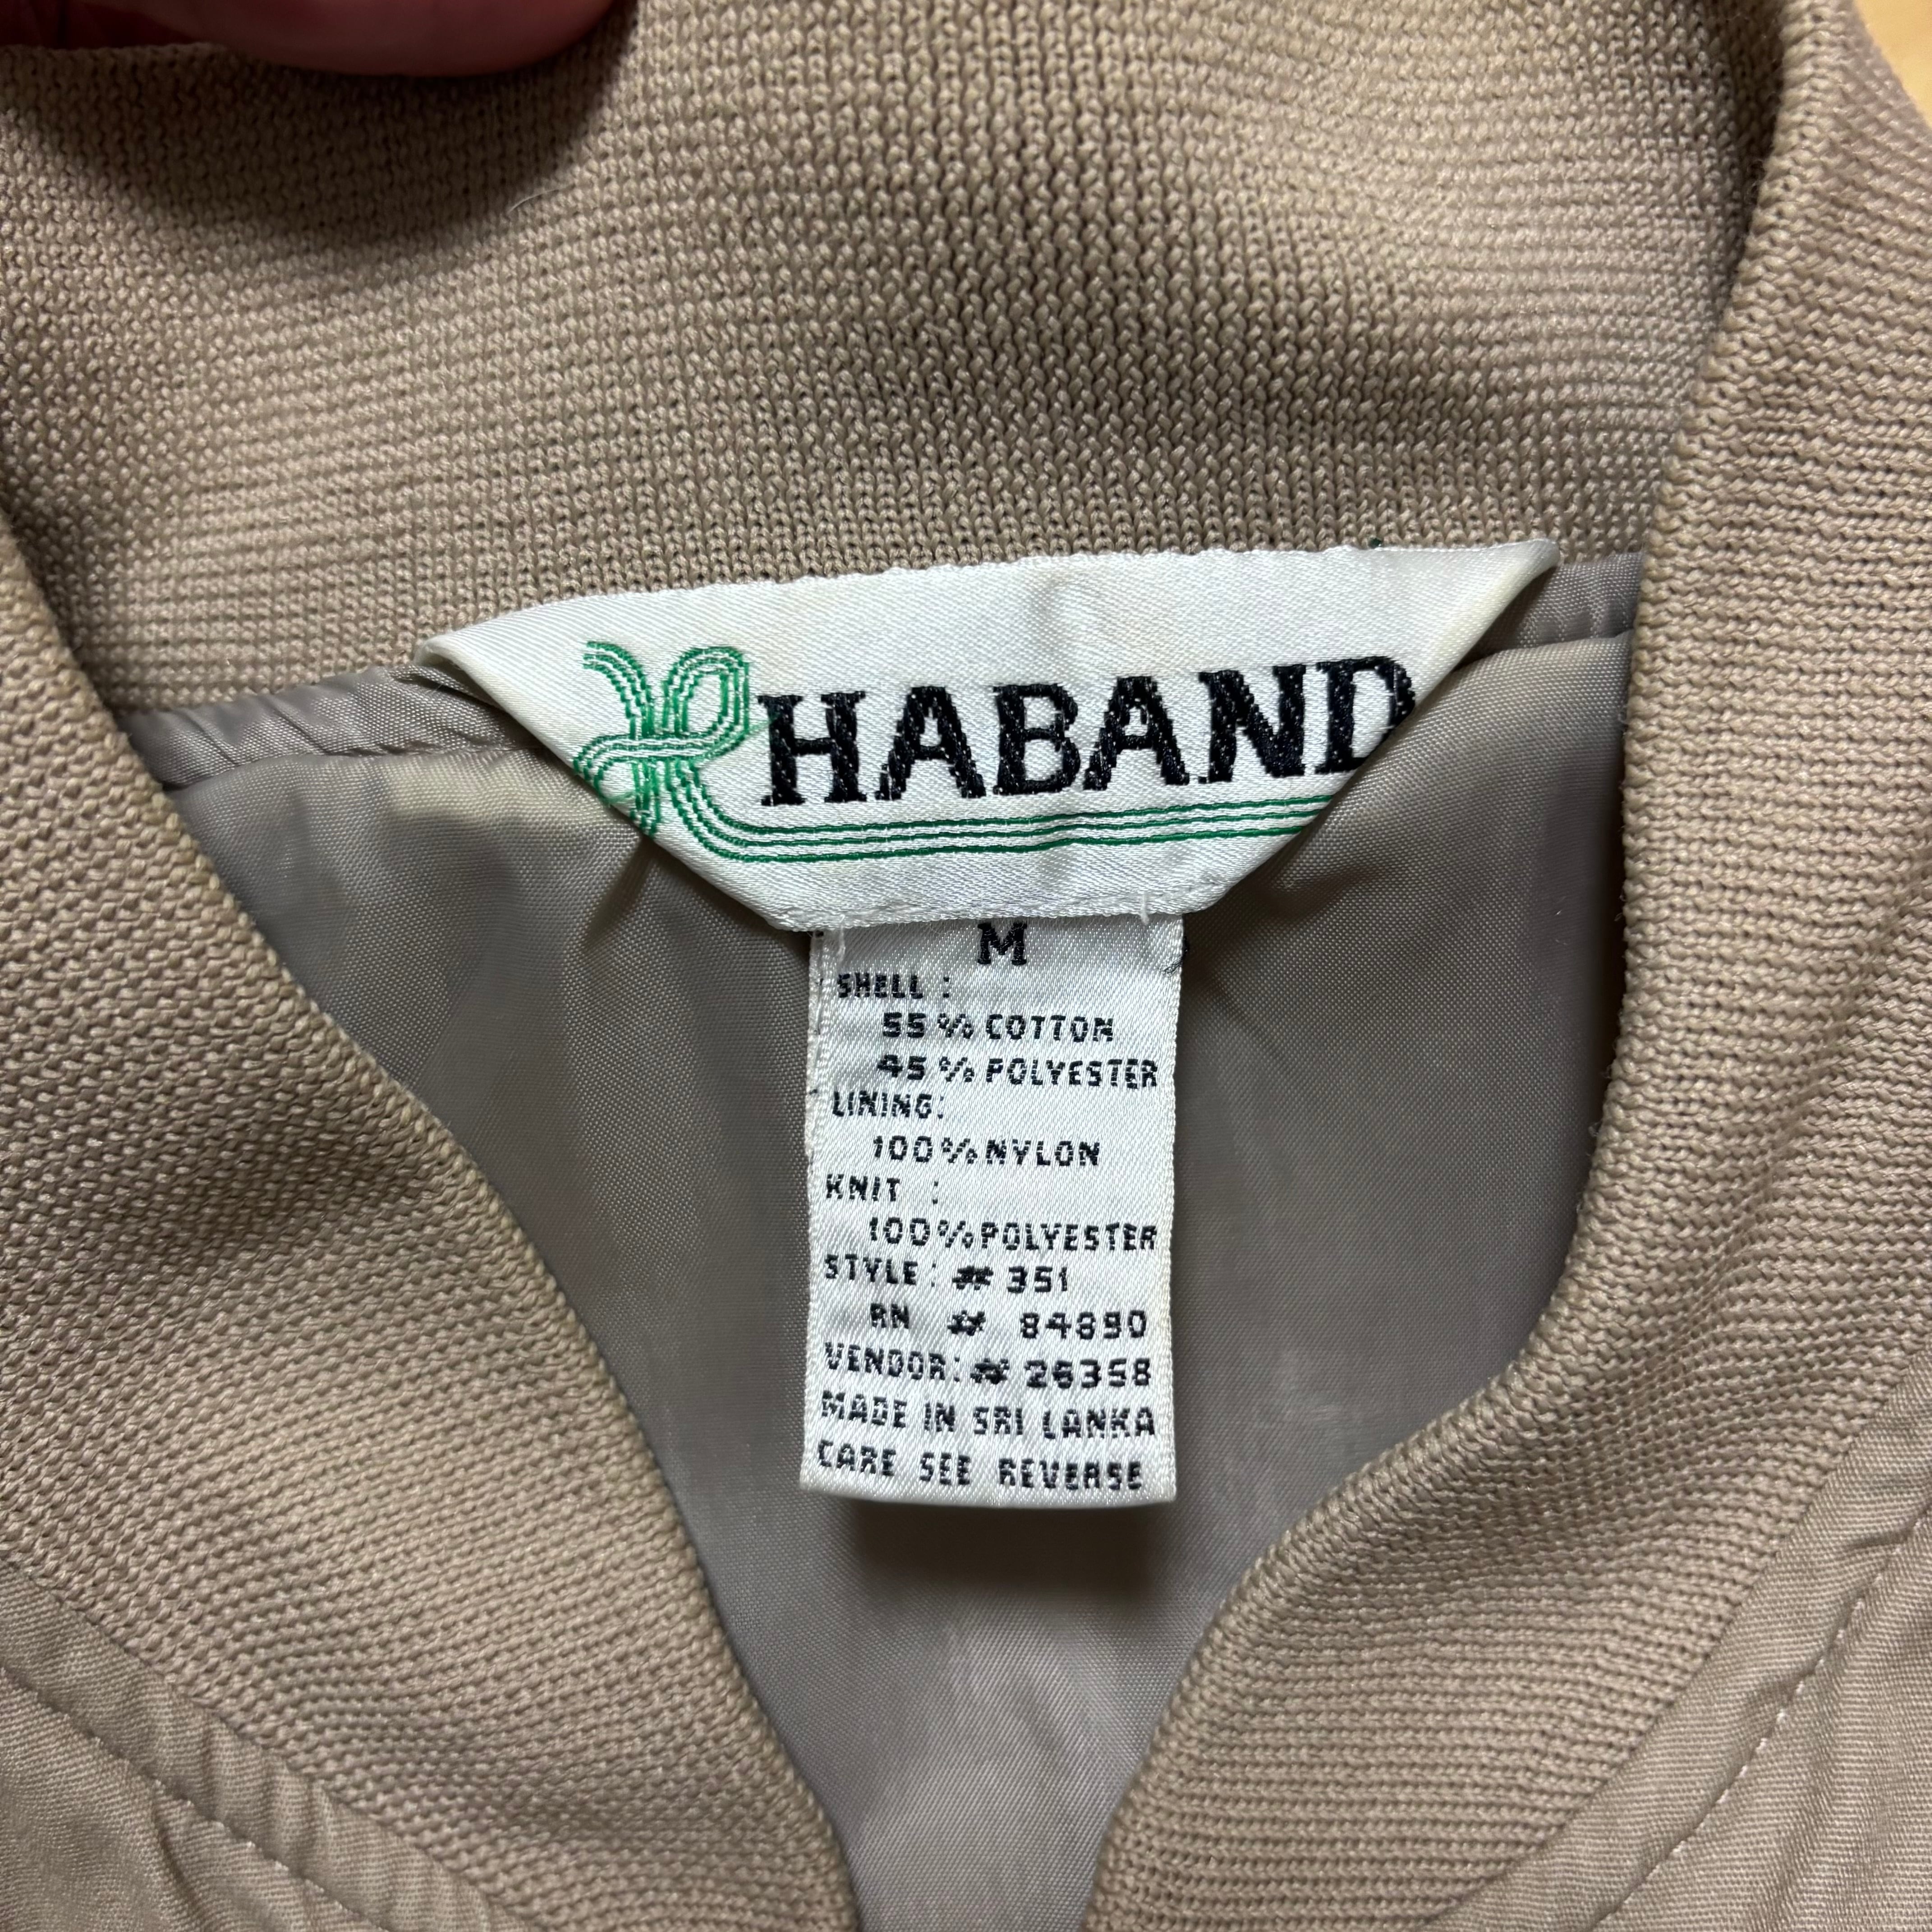 HABAND
M
SHELL :
55% COTTON
45% POLYESTER
LINING:
100% NYLON
KNIT :
100% POLYESTER
STYLE: # 351
RN # 84890
VENDOR: # 26358
MADE IN SRI LANKA
CARE SEE REVERSE